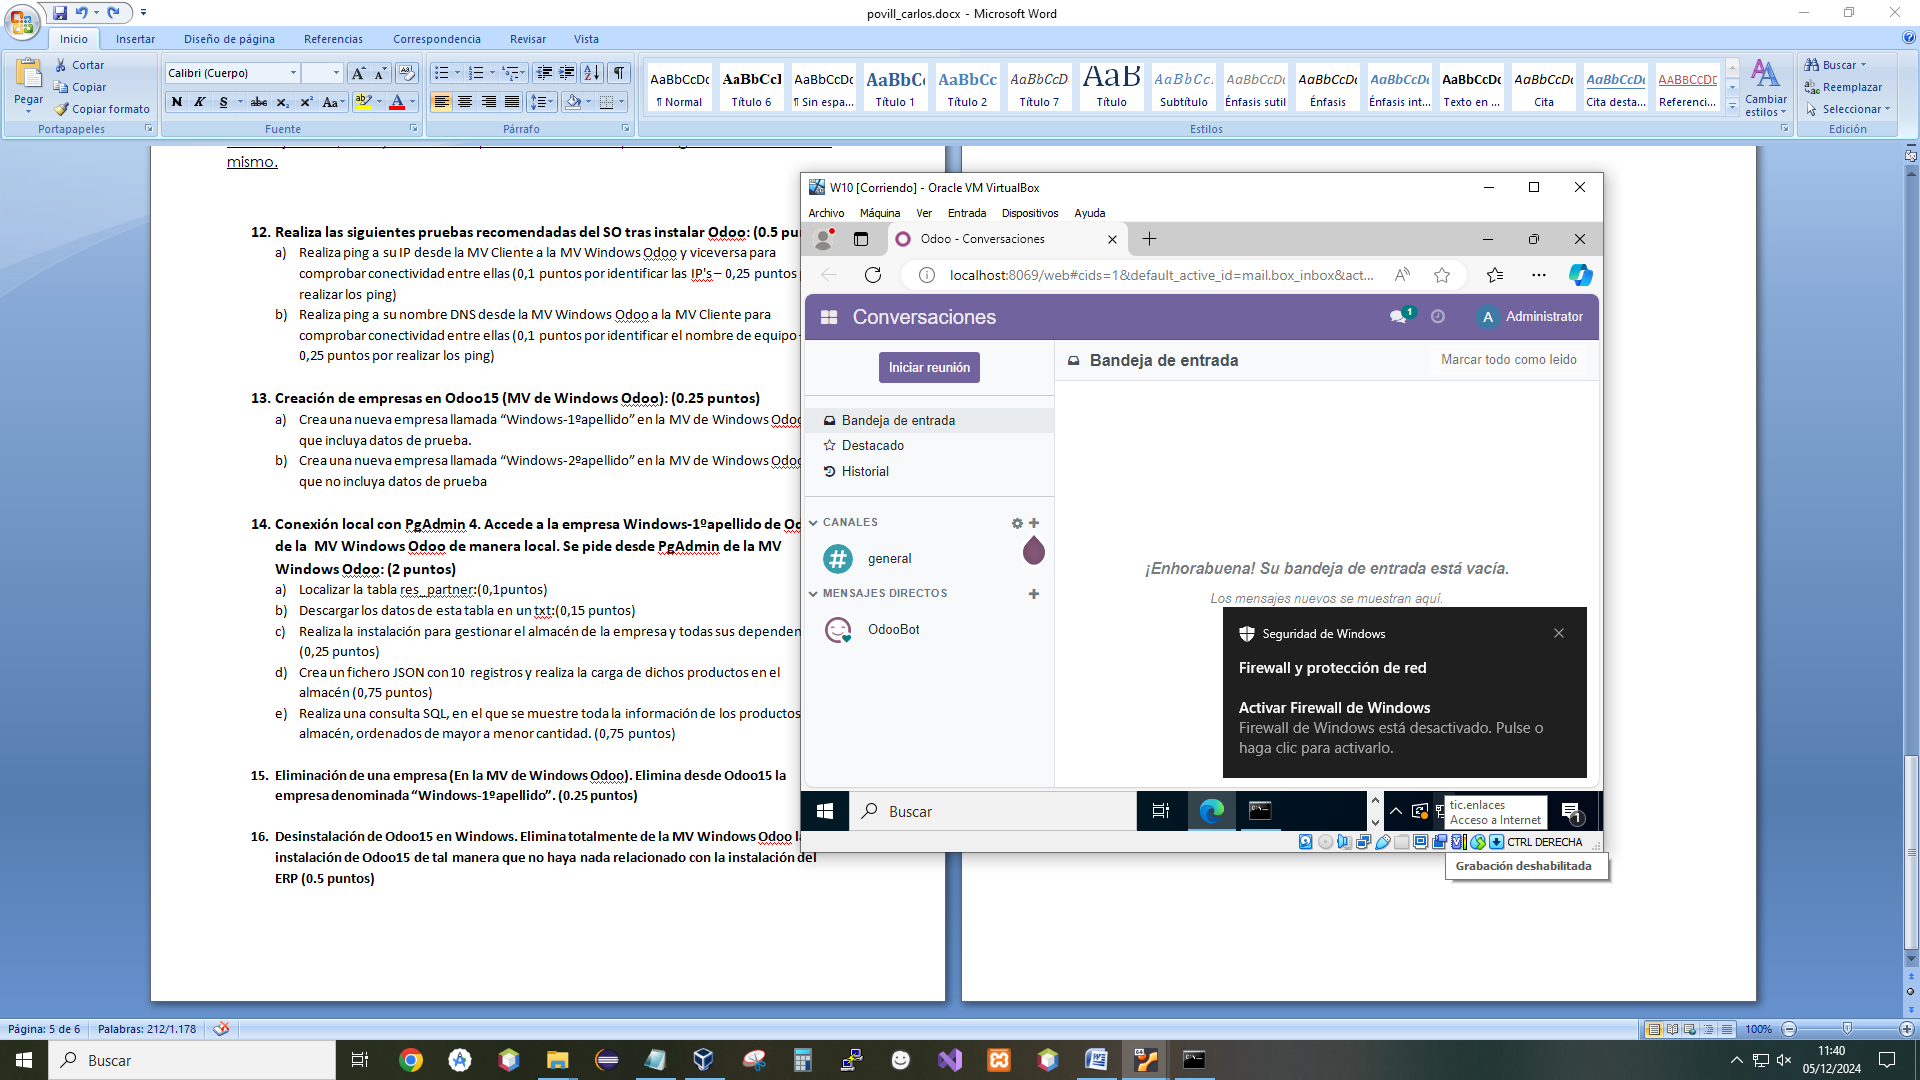 povill_carlos.docx - Microsoft Word
Inicio
Insertar
Diseño de página
Referencias
Correspondencia
Revisar
Vista
Pegar
Cortar
Copiar
Copiar formato
Portapapeles
Calibri (Cuerpo)
N K S abc x₂ x² Aa
Fuente
Párrafo
AaBbCcDc
¶ Normal
AaBbCcI
Título 6
AaBbCcDc
¶ Sin espa...
AaBbC
Título 1
AaBbCc
Título 2
AaBbCcD
Título 7
AaB
Título
AaBbCc.
Subtítulo
AaBbCcDc
Énfasis sutil
AaBbCcDc
Énfasis
AaBbCcDc
Énfasis int...
AaBbCcDc
Texto en ...
AaBbCcDc
Cita
AaBbCcDc
Cita desta...
AABBCCDD
Referenci...
Cambiar
estilos
Estilos
Buscar
Reemplazar
Seleccionar
Edición
mismo.
12. Realiza las siguientes pruebas recomendadas del SO tras instalar Odoo: (0.5
a) Realiza ping a su IP desde la MV Cliente a la MV Windows Odoo y viceversa para
comprobar conectividad entre ellas (0,1 puntos por identificar las IP's – 0,25 puntos
realizar los ping)
b) Realiza ping a su nombre DNS desde la MV Windows Odoo a la MV Cliente para
comprobar conectividad entre ellas (0,1 puntos por identificar el nombre de equipo
0,25 puntos por realizar los ping)
13. Creación de empresas en Odoo15 (MV de Windows Odoo): (0.25 puntos)
a) Crea una nueva empresa llamada “Windows-1ºapellido” en la MV de Windows Odoo
que incluya datos de prueba.
b) Crea una nueva empresa llamada “Windows-2ºapellido” en la MV de Windows Odoo
que no incluya datos de prueba
14. Conexión local con PgAdmin 4. Accede a la empresa Windows-1ºapellido de
de la MV Windows Odoo de manera local. Se pide desde PgAdmin de la MV
Windows Odoo: (2 puntos)
a) Localizar la tabla res_partner:(0,1puntos)
b) Descargar los datos de esta tabla en un txt:(0,15 puntos)
c) Realiza la instalación para gestionar el almacén de la empresa y todas sus dependen
(0,25 puntos)
d) Crea un fichero JSON con 10 registros y realiza la carga de dichos productos en el
almacén (0,75 puntos)
e) Realiza una consulta SQL, en el que se muestre toda la información de los productos
almacén, ordenados de mayor a menor cantidad. (0,75 puntos)
15. Eliminación de una empresa (En la MV de Windows Odoo). Elimina desde Odoo15 la
empresa denominada “Windows-1ºapellido”. (0.25 puntos)
16. Desinstalación de Odoo15 en Windows. Elimina totalmente de la MV Windows Odoo
instalación de Odoo15 de tal manera que no haya nada relacionado con la instalación del
ERP (0.5 puntos)
W10 [Corriendo] - Oracle VM VirtualBox
Archivo Máquina Ver Entrada Dispositivos Ayuda
Odoo - Conversaciones
localhost:8069/web#cids=1&default_active_id=mail.box_inbox&act...
Conversaciones
1
A Administrator
Iniciar reunión
Bandeja de entrada
Marcar todo como leido
Bandeja de entrada
Destacado
Historial
CANALES
general
MENSAJES DIRECTOS
OdooBot
¡Enhorabuena! Su bandeja de entrada está vacía.
Los mensajes nuevos se muestran aquí.
Seguridad de Windows
Firewall y protección de red
Activar Firewall de Windows
Firewall de Windows está desactivado. Pulse o
haga clic para activarlo.
Buscar
tic.enlaces
Acceso a Internet
1
CTRL DERECHA
Grabación deshabilitada
Página: 5 de 6
Palabras: 212/1.178
100%
Buscar
11:40
05/12/2024